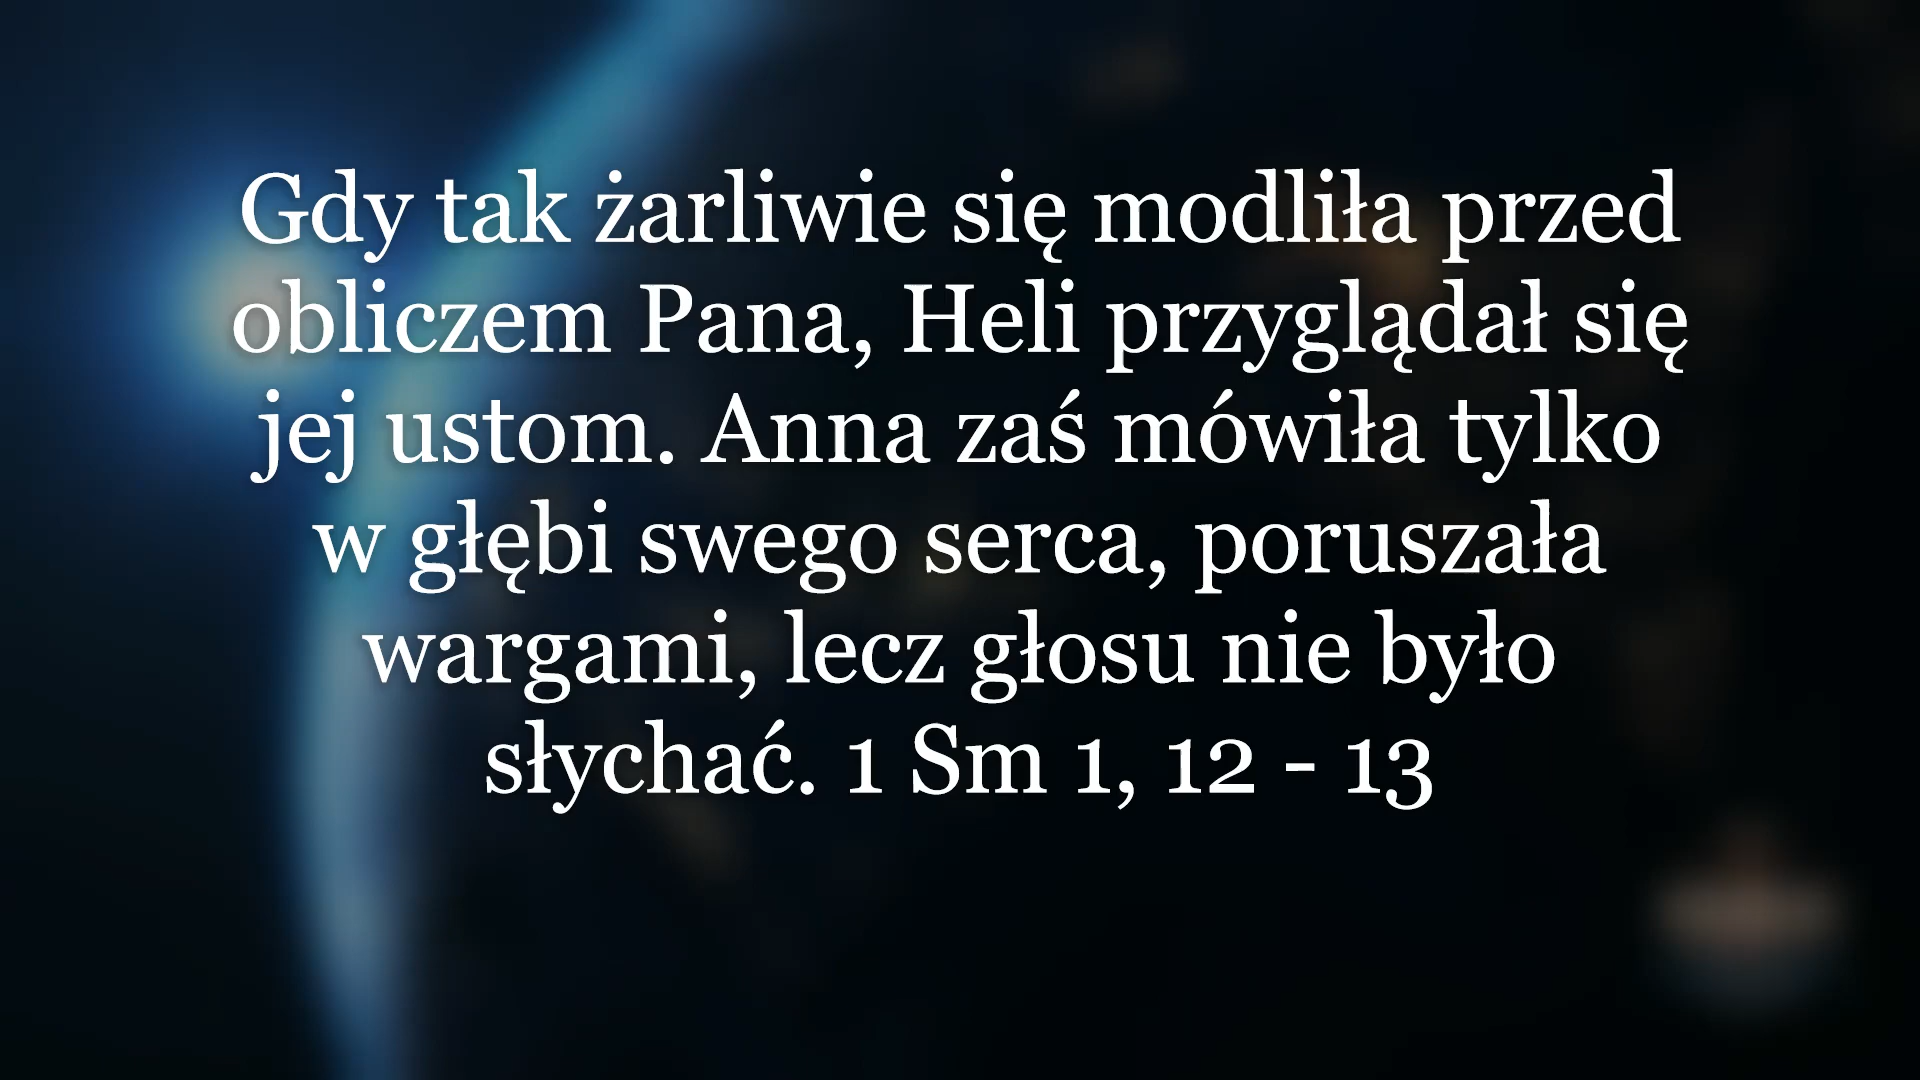 Gdy tak żarliwie się modliła przed
obliczem Pana, Heli przyglądał się
jej ustom. Anna zaś mówiła tylko
w głębi swego serca, poruszała
wargami, lecz głosu nie było
słychać. 1 Sm 1, 12 - 13